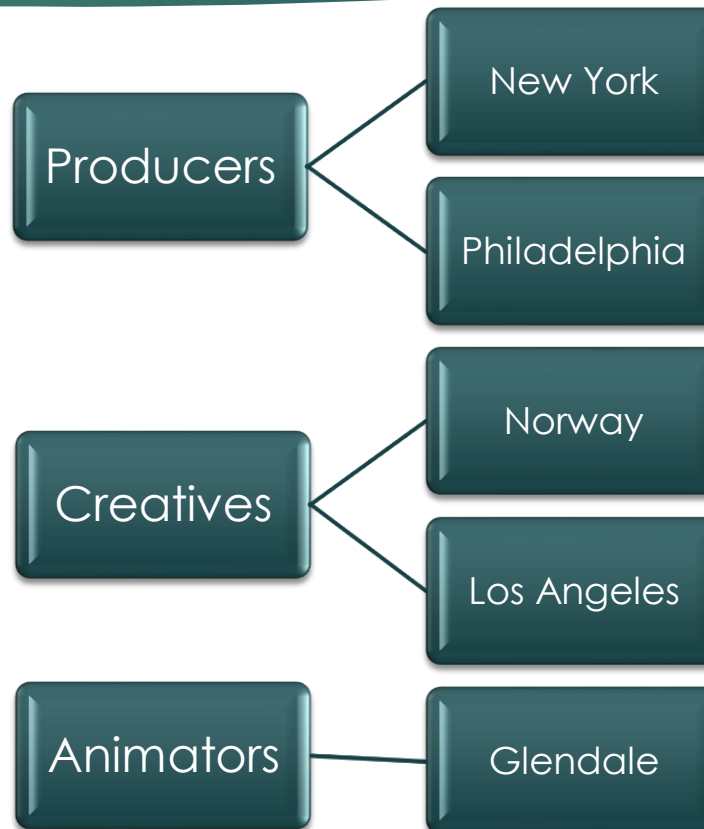 Producers
New York
Philadelphia
Creatives
Norway
Los Angeles
Animators
Glendale